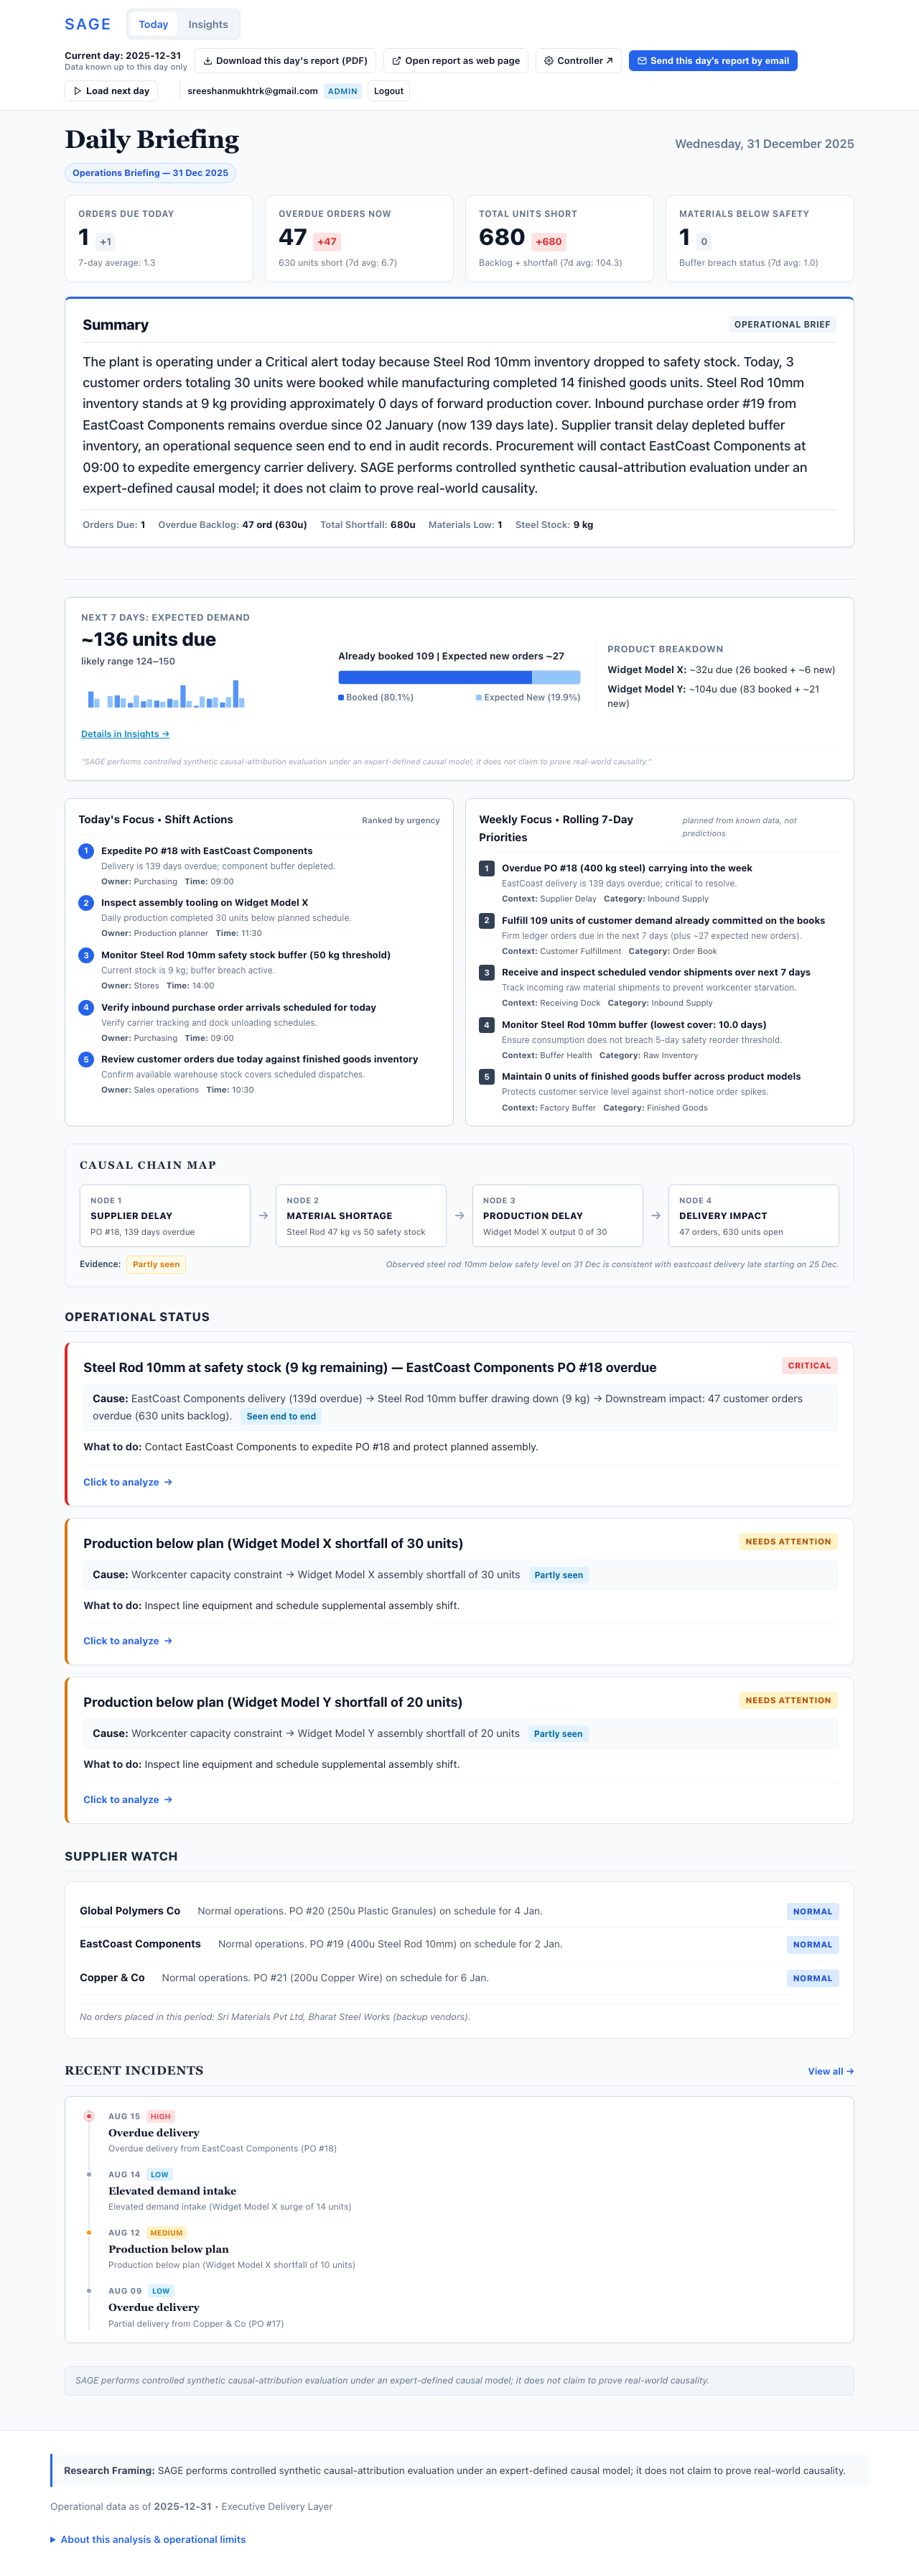 SAGE
Today
Insights
Current day: 2025-12-31
Data known up to this day only
Download this day's report (PDF)
Open report as web page
Controller ↗
Send this day's report by email
Load next day
sreeshanmukhtrk@gmail.com
ADMIN
Logout
Daily Briefing
Wednesday, 31 December 2025
Operations Briefing — 31 Dec 2025
ORDERS DUE TODAY
1 +1
7-day average: 1.3
OVERDUE ORDERS NOW
47 +47
630 units short (7d avg: 6.7)
TOTAL UNITS SHORT
680 +680
Backlog + shortfall (7d avg: 104.3)
MATERIALS BELOW SAFETY
1 0
Buffer breach status (7d avg: 1.0)
Summary
OPERATIONAL BRIEF
The plant is operating under a Critical alert today because Steel Rod 10mm inventory dropped to safety stock. Today, 3
customer orders totaling 30 units were booked while manufacturing completed 14 finished goods units. Steel Rod 10mm
inventory stands at 9 kg providing approximately 0 days of forward production cover. Inbound purchase order #19 from
EastCoast Components remains overdue since 02 January (now 139 days late). Supplier transit delay depleted buffer
inventory, an operational sequence seen end to end in audit records. Procurement will contact EastCoast Components at
09:00 to expedite emergency carrier delivery. SAGE performs controlled synthetic causal-attribution evaluation under an
expert-defined causal model; it does not claim to prove real-world causality.
Orders Due: 1 Overdue Backlog: 47 ord (630u) Total Shortfall: 680u Materials Low: 1 Steel Stock: 9 kg
NEXT 7 DAYS: EXPECTED DEMAND
~136 units due
likely range 124–150
Details in Insights →
Already booked 109 | Expected new orders ~27
Booked (80.1%)
Expected New (19.9%)
PRODUCT BREAKDOWN
Widget Model X: ~32u due (26 booked + ~6 new)
Widget Model Y: ~104u due (83 booked + ~21
new)
"SAGE performs controlled synthetic causal-attribution evaluation under an expert-defined causal model; it does not claim to prove real-world causality."
Today's Focus • Shift Actions
Ranked by urgency
1 Expedite PO #18 with EastCoast Components
Delivery is 139 days overdue; component buffer depleted.
Owner: Purchasing Time: 09:00
2 Inspect assembly tooling on Widget Model X
Daily production completed 30 units below planned schedule.
Owner: Production planner Time: 11:30
3 Monitor Steel Rod 10mm safety stock buffer (50 kg threshold)
Current stock is 9 kg; buffer breach active.
Owner: Stores Time: 14:00
4 Verify inbound purchase order arrivals scheduled for today
Verify carrier tracking and dock unloading schedules.
Owner: Purchasing Time: 09:00
5 Review customer orders due today against finished goods inventory
Confirm available warehouse stock covers scheduled dispatches.
Owner: Sales operations Time: 10:30
Weekly Focus • Rolling 7-Day
Priorities
planned from known data, not
predictions
1 Overdue PO #18 (400 kg steel) carrying into the week
EastCoast delivery is 139 days overdue; critical to resolve.
Context: Supplier Delay Category: Inbound Supply
2 Fulfill 109 units of customer demand already committed on the books
Firm ledger orders due in the next 7 days (plus ~27 expected new orders).
Context: Customer Fulfillment Category: Order Book
3 Receive and inspect scheduled vendor shipments over next 7 days
Track incoming raw material shipments to prevent workcenter starvation.
Context: Receiving Dock Category: Inbound Supply
4 Monitor Steel Rod 10mm buffer (lowest cover: 10.0 days)
Ensure consumption does not breach 5-day safety reorder threshold.
Context: Buffer Health Category: Raw Inventory
5 Maintain 0 units of finished goods buffer across product models
Protects customer service level against short-notice order spikes.
Context: Factory Buffer Category: Finished Goods
CAUSAL CHAIN MAP
NODE 1
SUPPLIER DELAY
PO #18, 139 days overdue
→
NODE 2
MATERIAL SHORTAGE
Steel Rod 47 kg vs 50 safety stock
→
NODE 3
PRODUCTION DELAY
Widget Model X output 0 of 30
→
NODE 4
DELIVERY IMPACT
47 orders, 630 units open
Evidence: Partly seen
Observed steel rod 10mm below safety level on 31 Dec is consistent with eastcoast delivery late starting on 25 Dec.
OPERATIONAL STATUS
Steel Rod 10mm at safety stock (9 kg remaining) — EastCoast Components PO #18 overdue
CRITICAL
Cause: EastCoast Components delivery (139d overdue) → Steel Rod 10mm buffer drawing down (9 kg) → Downstream impact: 47 customer orders
overdue (630 units backlog). Seen end to end
What to do: Contact EastCoast Components to expedite PO #18 and protect planned assembly.
Click to analyze →
Production below plan (Widget Model X shortfall of 30 units)
NEEDS ATTENTION
Cause: Workcenter capacity constraint → Widget Model X assembly shortfall of 30 units Partly seen
What to do: Inspect line equipment and schedule supplemental assembly shift.
Click to analyze →
Production below plan (Widget Model Y shortfall of 20 units)
NEEDS ATTENTION
Cause: Workcenter capacity constraint → Widget Model Y assembly shortfall of 20 units Partly seen
What to do: Inspect line equipment and schedule supplemental assembly shift.
Click to analyze →
SUPPLIER WATCH
Global Polymers Co Normal operations. PO #20 (250u Plastic Granules) on schedule for 4 Jan. NORMAL
EastCoast Components Normal operations. PO #19 (400u Steel Rod 10mm) on schedule for 2 Jan. NORMAL
Copper & Co Normal operations. PO #21 (200u Copper Wire) on schedule for 6 Jan. NORMAL
No orders placed in this period: Sri Materials Pvt Ltd, Bharat Steel Works (backup vendors).
RECENT INCIDENTS
View all →
AUG 15 HIGH
Overdue delivery
Overdue delivery from EastCoast Components (PO #18)
AUG 14 LOW
Elevated demand intake
Elevated demand intake (Widget Model X surge of 14 units)
AUG 12 MEDIUM
Production below plan
Production below plan (Widget Model X shortfall of 10 units)
AUG 09 LOW
Overdue delivery
Partial delivery from Copper & Co (PO #17)
SAGE performs controlled synthetic causal-attribution evaluation under an expert-defined causal model; it does not claim to prove real-world causality.
Research Framing: SAGE performs controlled synthetic causal-attribution evaluation under an expert-defined causal model; it does not claim to prove real-world causality.
Operational data as of 2025-12-31 • Executive Delivery Layer
▶ About this analysis & operational limits